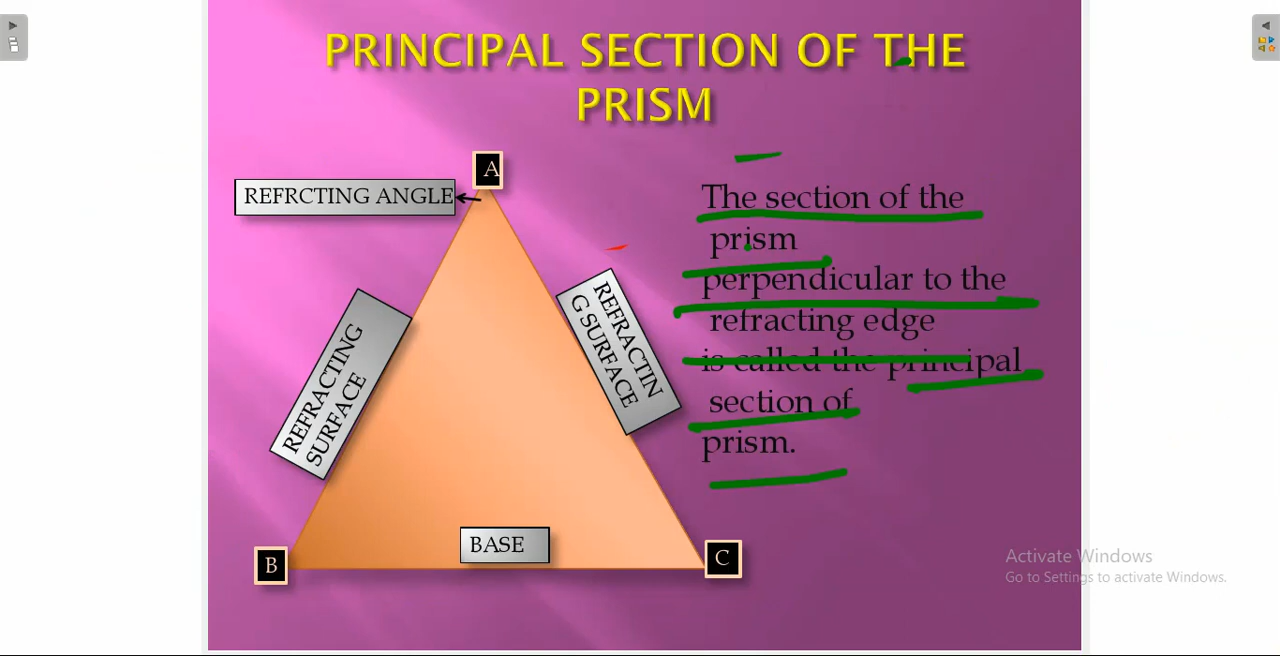 PRINCIPAL SECTION OF THE
PRISM
A
REFRCTING ANGLE
REFRACTING
SURFACE
REFRACTIN
G SURFACE
BASE
B
C
The section of the
prism
perpendicular to the
refracting edge
is called the principal
section of
prism.
Activate Windows
Go to Settings to activate Windows.